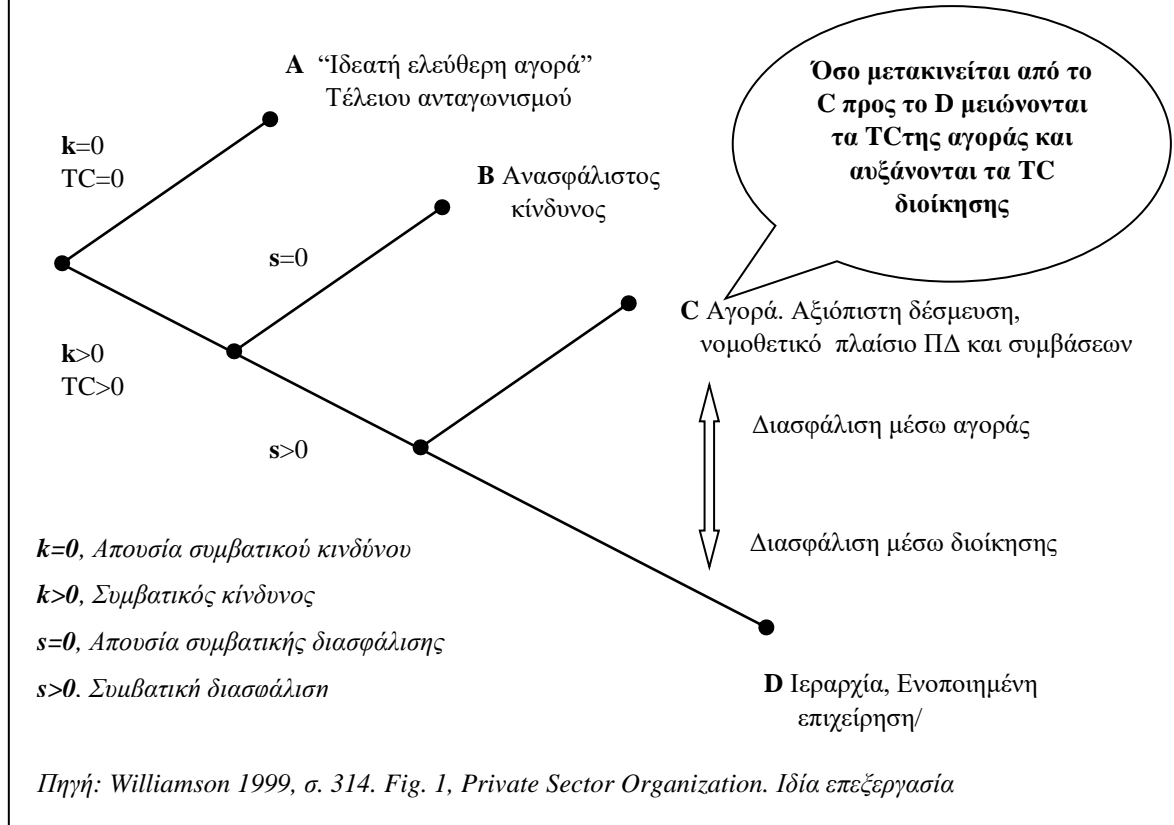 A “Ιδεατή ελεύθερη αγορά”
Τέλειου ανταγωνισμού
Όσο μετακινείται από το
C προς το D μειώνονται
τα TCτης αγοράς και
αυξάνονται τα TC
διοίκησης
k=0
TC=0
B Ανασφάλιστος
κίνδυνος
s=0
C Αγορά. Αξιόπιστη δέσμευση,
νομοθετικό πλαίσιο ΠΔ και συμβάσεων
k>0
TC>0
Διασφάλιση μέσω αγοράς
s>0
Διασφάλιση μέσω διοίκησης
k=0, Απουσία συμβατικού κινδύνου
k>0, Συμβατικός κίνδυνος
s=0, Απουσία συμβατικής διασφάλισης
s>0. Συμβατική διασφάλιση
D Ιεραρχία, Ενοποιημένη
επιχείρηση/
Πηγή: Williamson 1999, σ. 314. Fig. 1, Private Sector Organization. Ιδία επεξεργασία